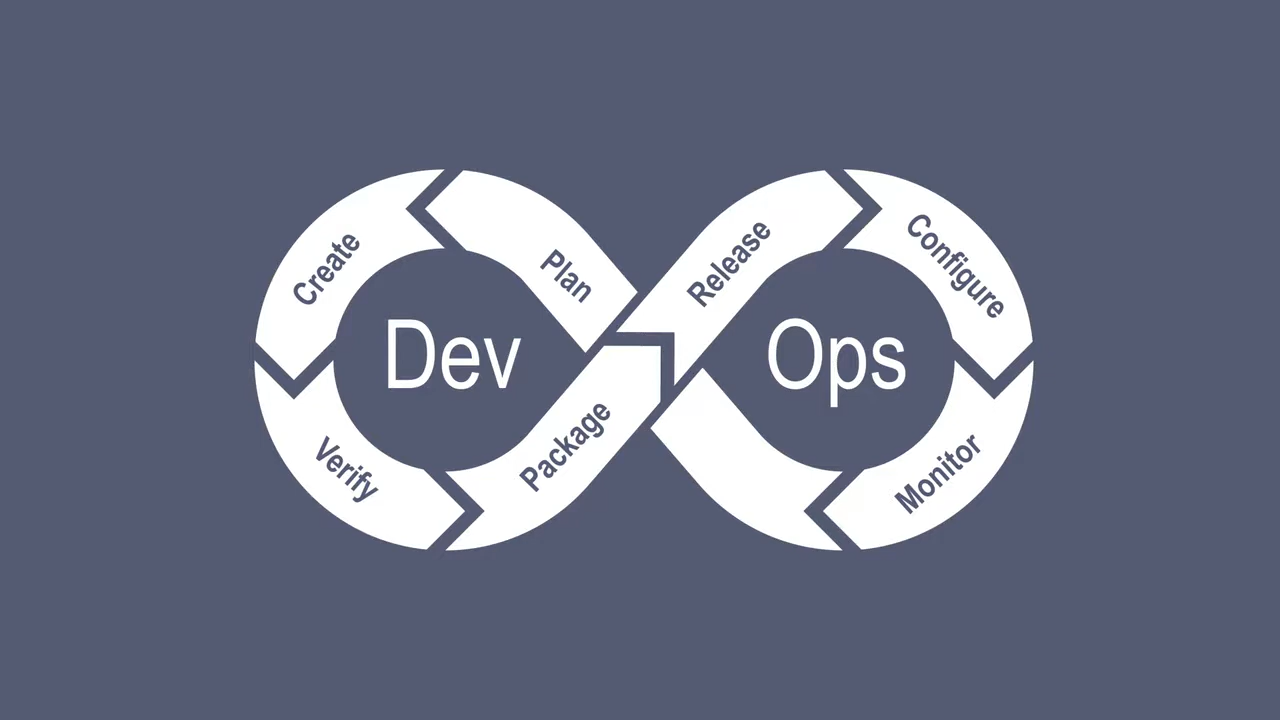 Create
Plan
Release
Configure
Dev
Ops
Verify
Package
Monitor